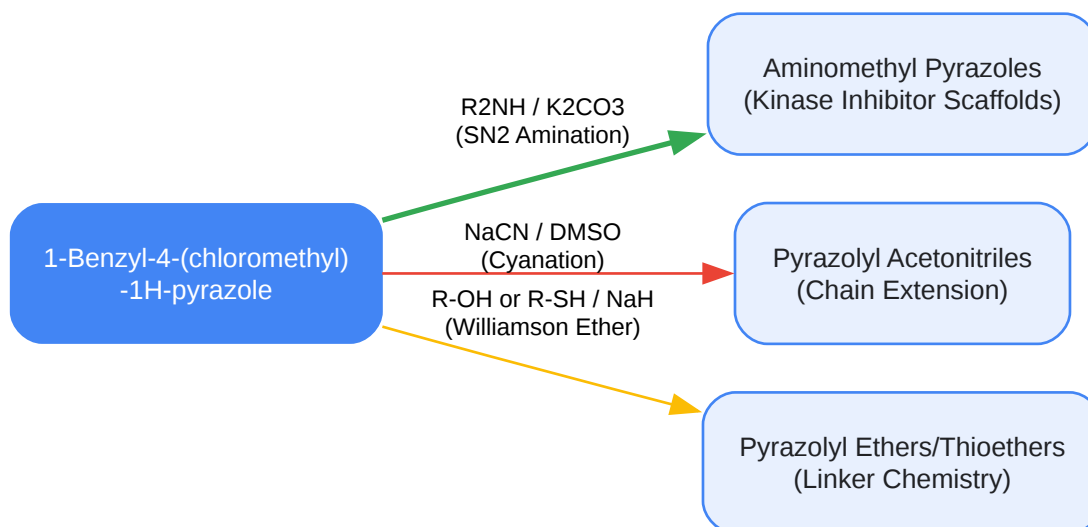 Aminomethyl Pyrazoles
(Kinase Inhibitor Scaffolds)
R2NH / K2CO3
(SN2 Amination)
1-Benzyl-4-(chloromethyl)
-1H-pyrazole
NaCN / DMSO
(Cyanation)
Pyrazolyl Acetonitriles
(Chain Extension)
R-OH or R-SH / NaH
(Williamson Ether)
Pyrazolyl Ethers/Thioethers
(Linker Chemistry)